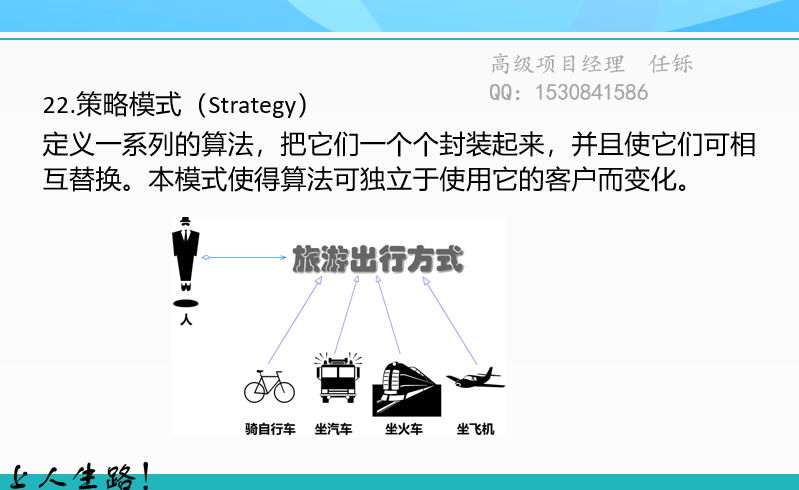 高级项目经理 任铄
QQ：1530841586
22.策略模式（Strategy）
定义一系列的算法，把它们一个个封装起来，并且使它们可相
互替换。本模式使得算法可独立于使用它的客户而变化。
旅游出行方式
人
骑自行车 坐汽车 坐火车 坐飞机
上人生路！